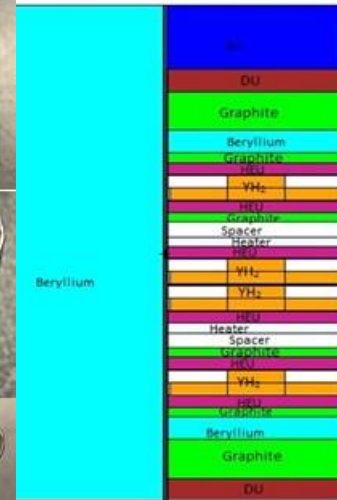 DU
Graphite
Beryllium
Graphite
HEU
YH₂
HEU
Graphite
Spacer
Heater
HEU
YH₂
Beryllium
YH₂
HEU
Heater
Spacer
Graphite
HEU
YH₂
HEU
Graphite
Beryllium
Graphite
DU